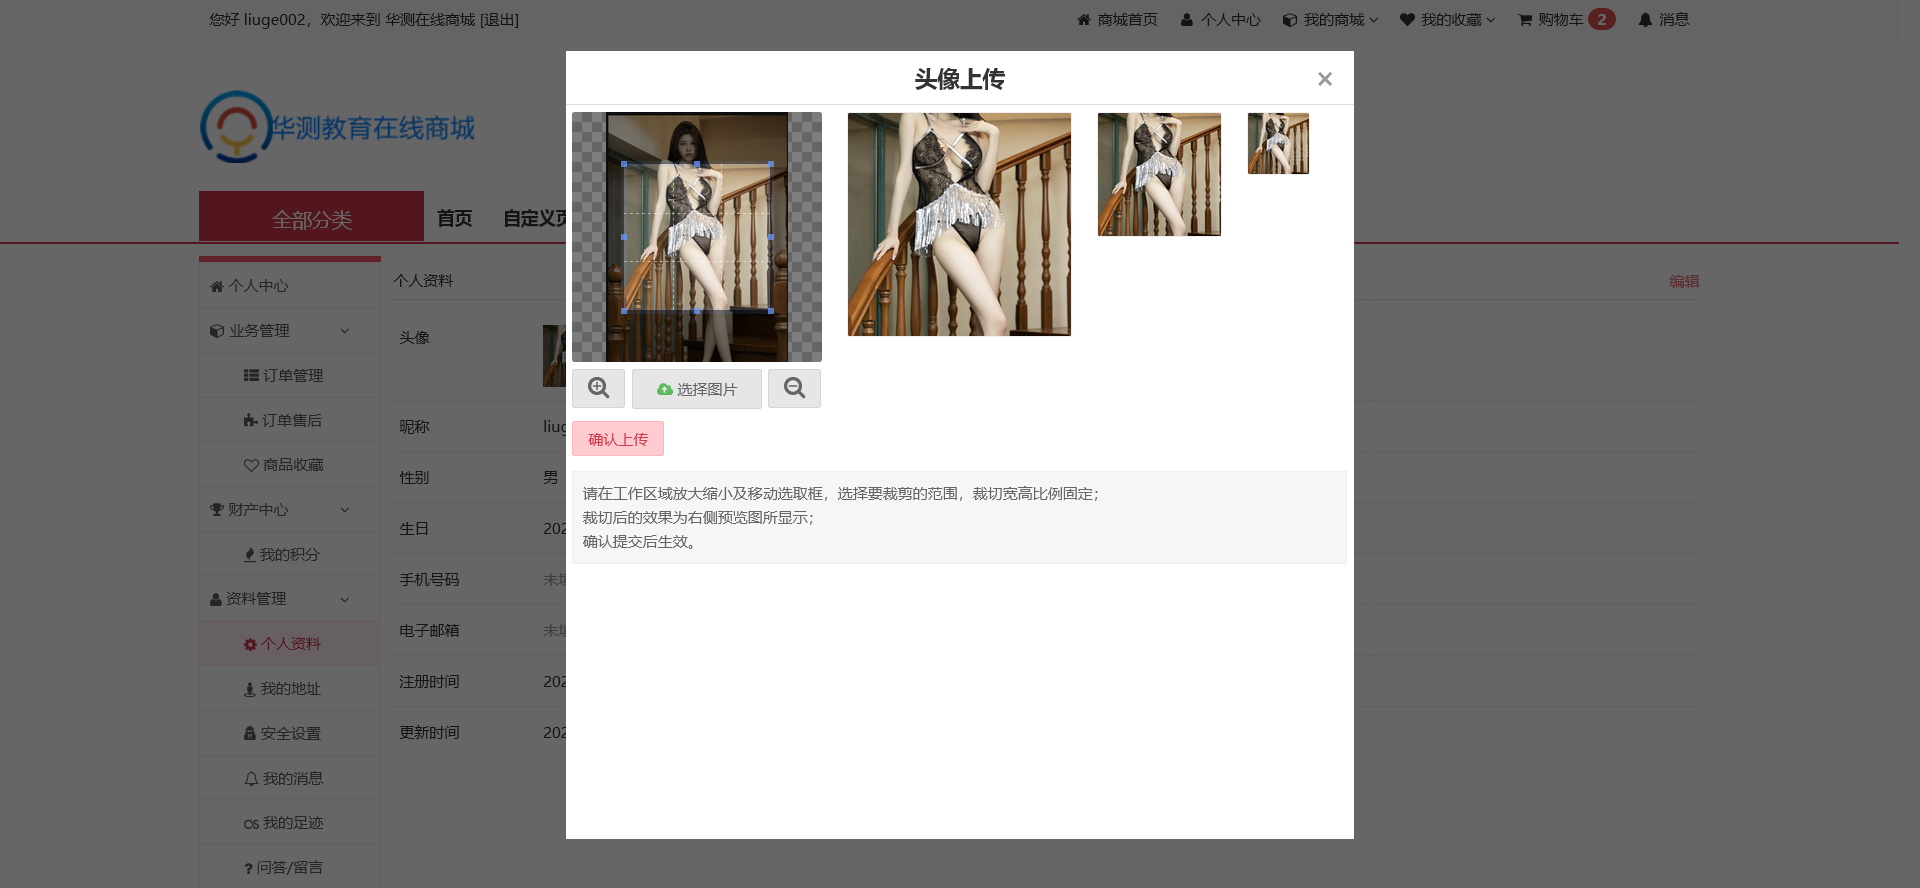 您好 liuge002，欢迎来到 华测在线商城 [退出]
商城首页
个人中心
我的商城
我的收藏
购物车 2
消息
华测教育在线商城
全部分类
首页
自定义页
个人中心
业务管理
订单管理
订单售后
商品收藏
财产中心
我的积分
资料管理
个人资料
我的地址
安全设置
我的消息
我的足迹
问答/留言
个人资料
编辑
头像
昵称
性别
男
生日
202
手机号码
电子邮箱
注册时间
202
更新时间
202
头像上传
×
选择图片
确认上传
请在工作区域放大缩小及移动选取框，选择要裁剪的范围，裁切宽高比例固定；
裁切后的效果为右侧预览图所显示；
确认提交后生效。